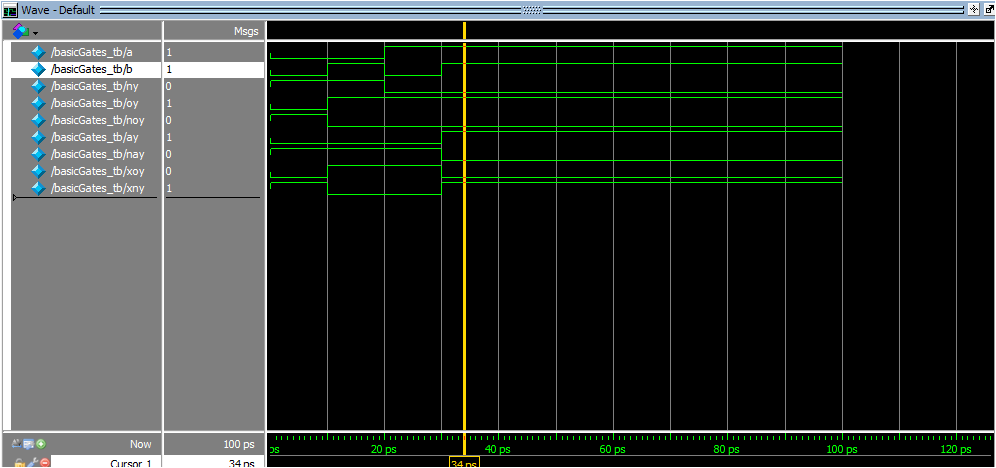 Wave - Default
Msgs
/basicGates_tb/a 1
/basicGates_tb/b 1
/basicGates_tb/ny 0
/basicGates_tb/oy 1
/basicGates_tb/noy 0
/basicGates_tb/ay 1
/basicGates_tb/nay 0
/basicGates_tb/xoy 0
/basicGates_tb/xny 1
Now 100 ps
ps 20 ps 40 ps 60 ps 80 ps 100 ps 120 ps
Cursor 1 34 ps
34 ps